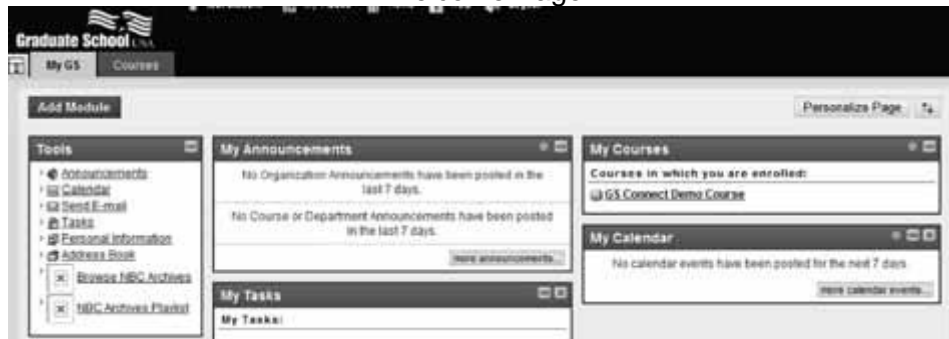 Graduate School USA
My GS
Courses
Add Module
Personalize Page
Tools
Announcements
Calendar
Send E-mail
Tasks
Personal Information
Address Book
Browse NBC Archives
NBC Archives Playlist
My Announcements
No Organization Announcements have been posted in the
last 7 days.
No Course or Department Announcements have been posted
in the last 7 days.
more announcements...
My Tasks
My Tasks:
My Courses
Courses in which you are enrolled:
GS Connect Demo Course
My Calendar
No calendar events have been posted for the next 7 days.
more calendar events...